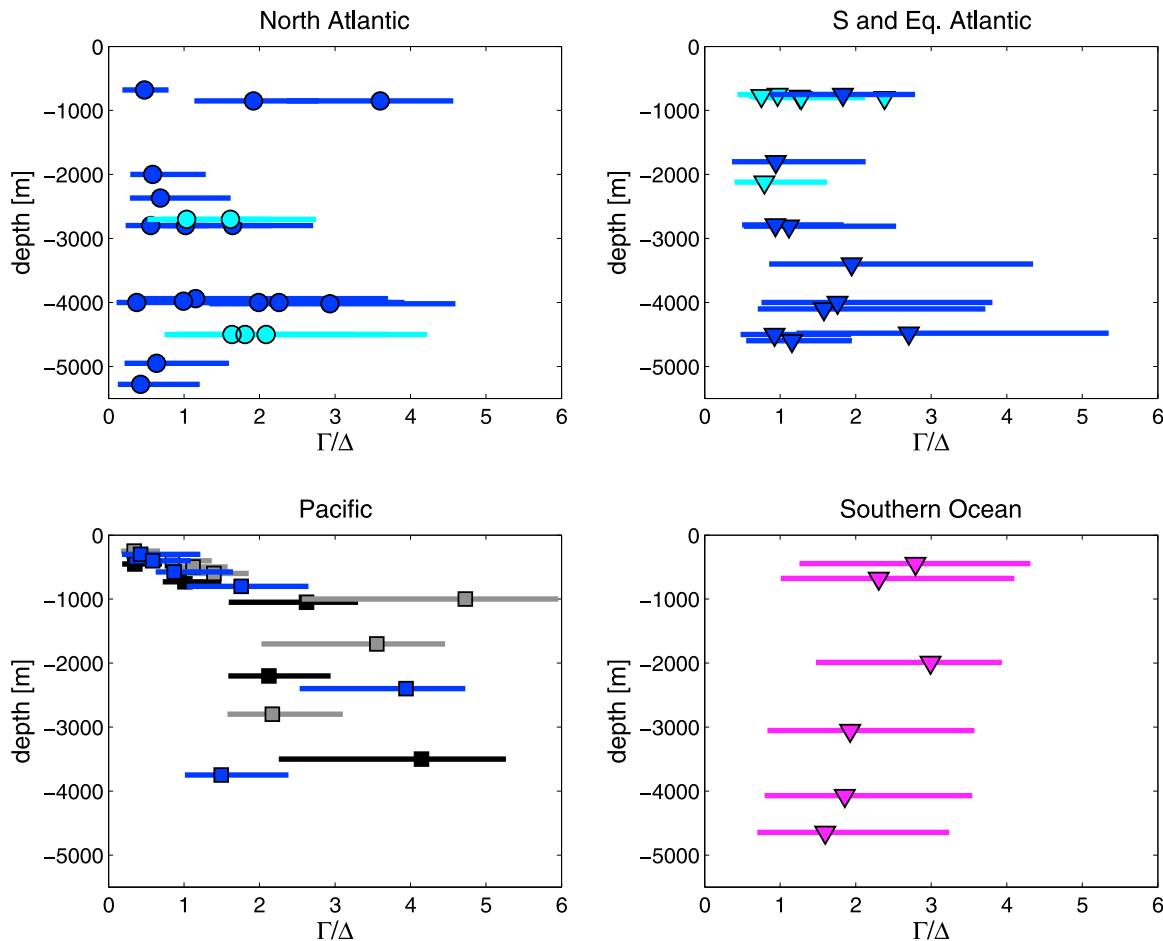 North Atlantic
0
−1000
−2000
−3000
−4000
−5000
depth [m]
0 1 2 3 4 5 6
Γ/Δ
S and Eq. Atlantic
0
−1000
−2000
−3000
−4000
−5000
depth [m]
0 1 2 3 4 5 6
Γ/Δ
Pacific
0
−1000
−2000
−3000
−4000
−5000
depth [m]
0 1 2 3 4 5 6
Γ/Δ
Southern Ocean
0
−1000
−2000
−3000
−4000
−5000
depth [m]
0 1 2 3 4 5 6
Γ/Δ